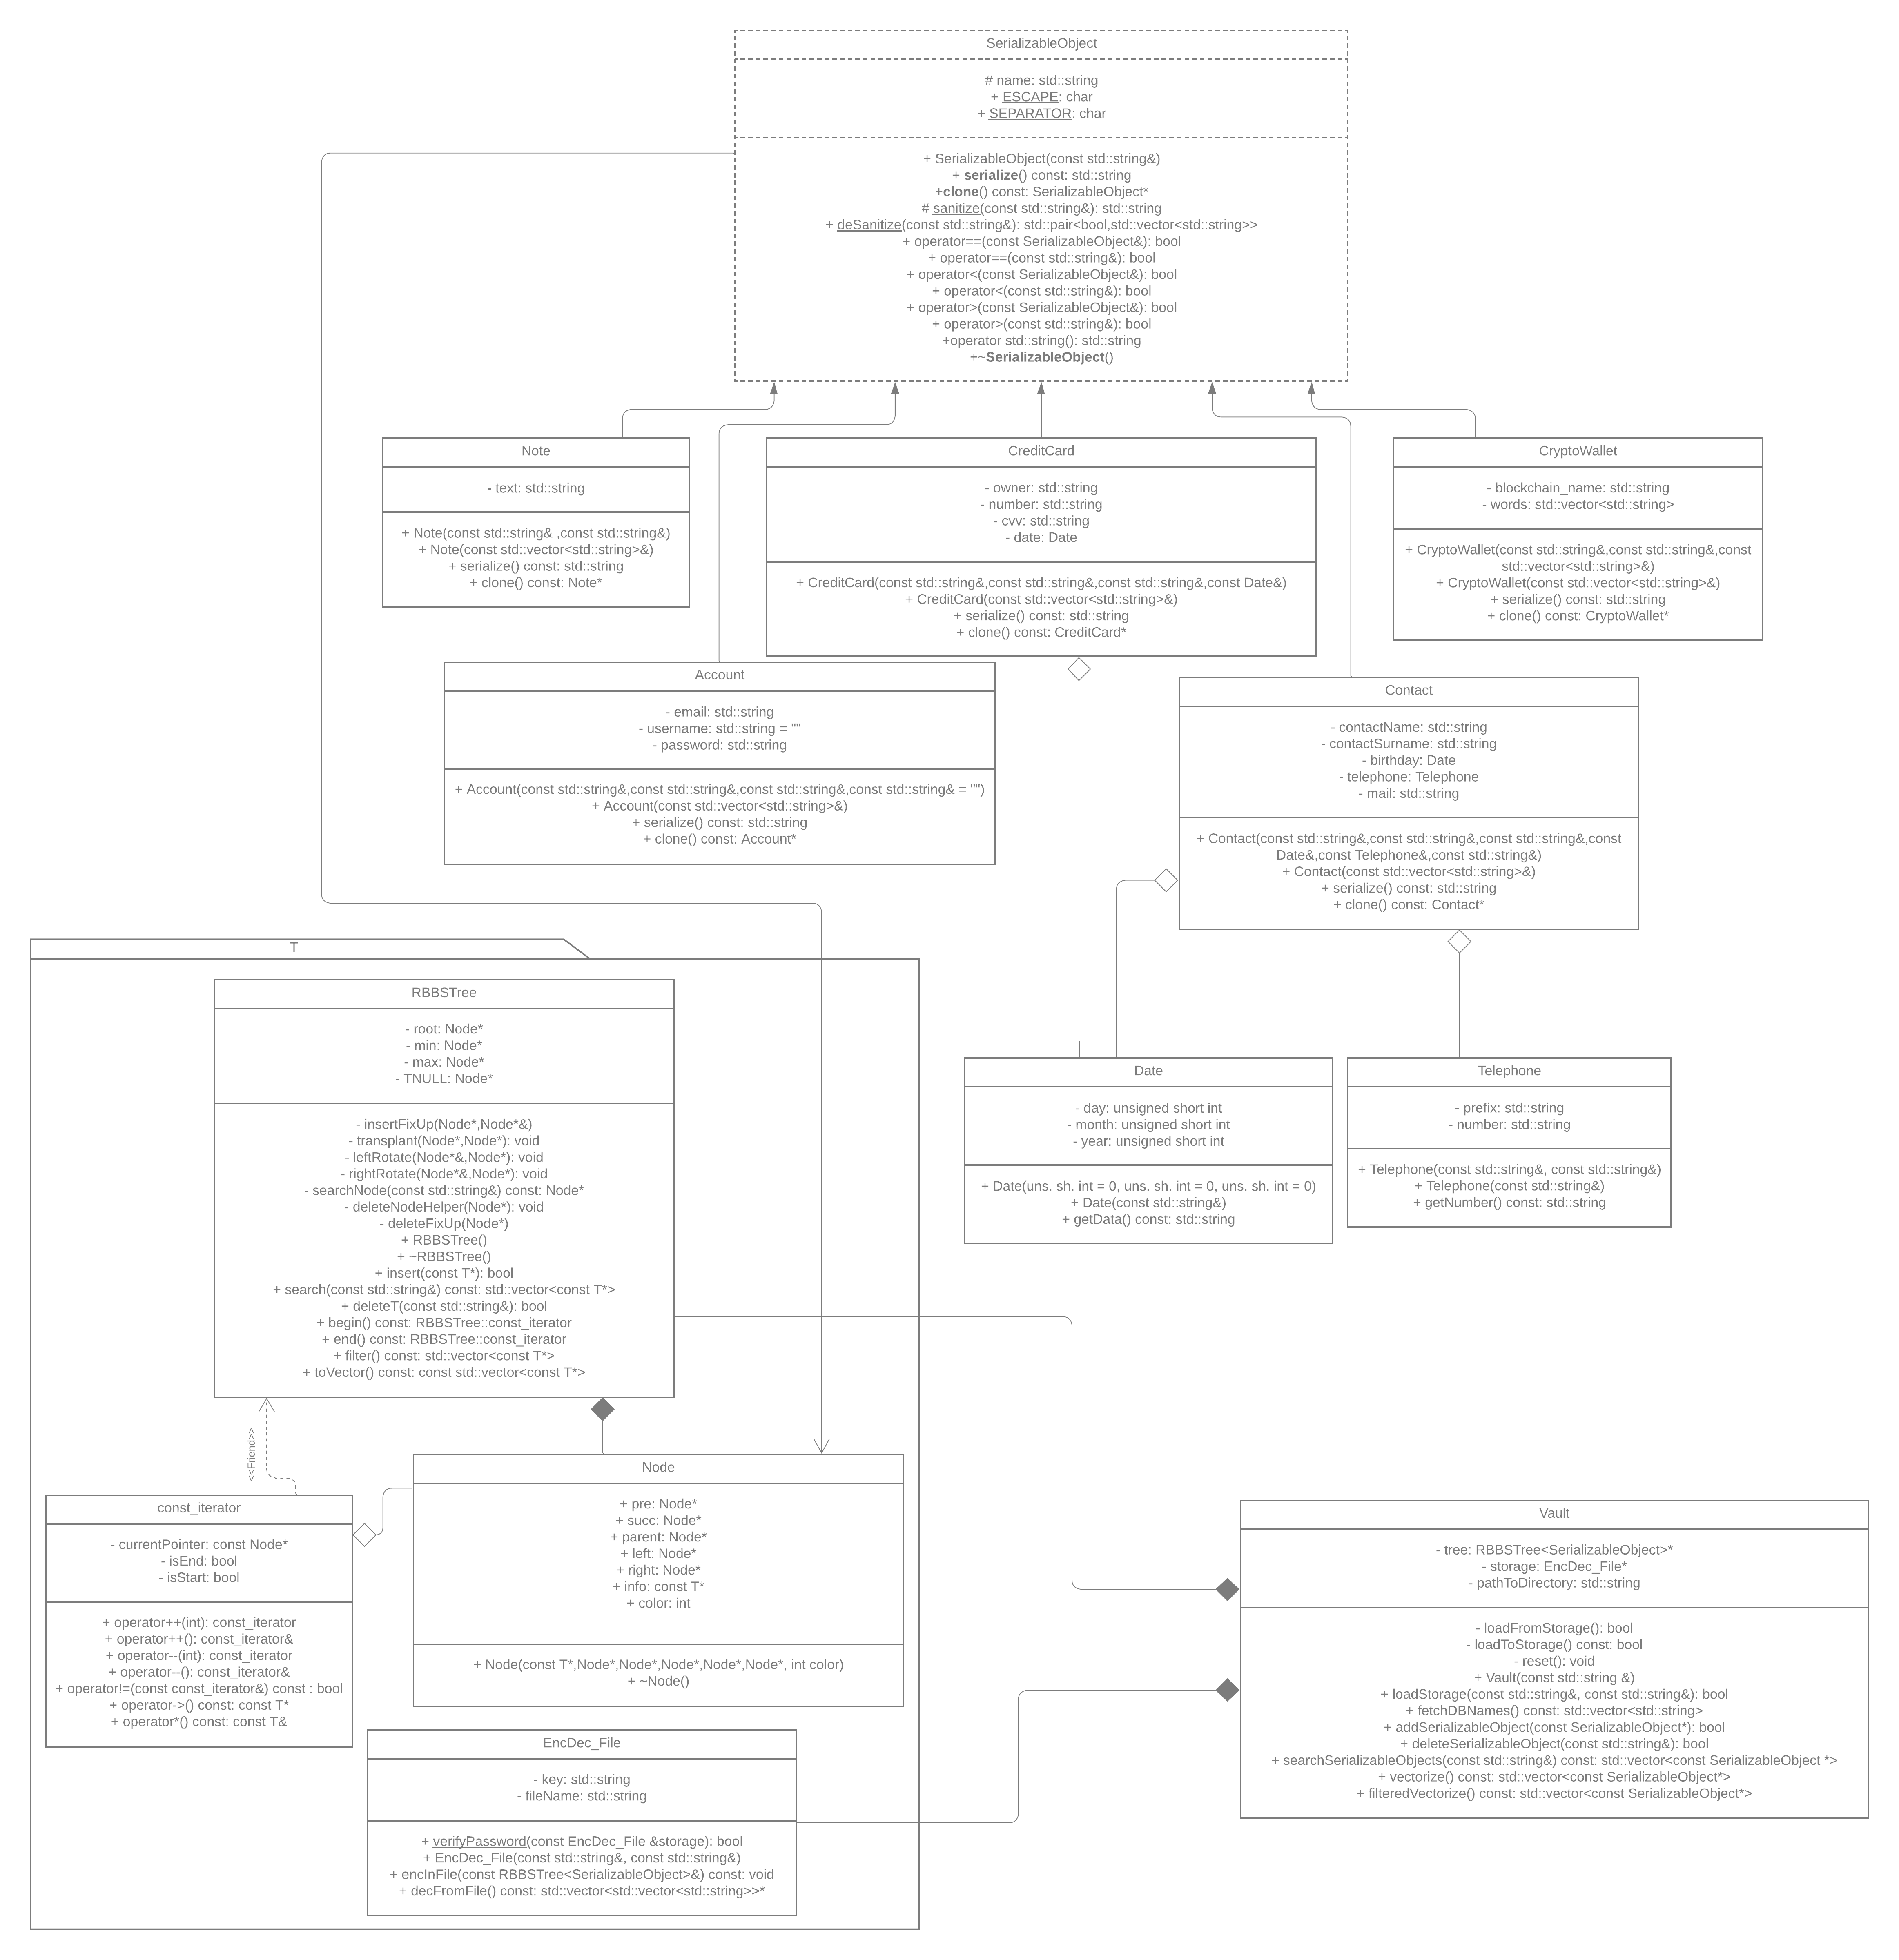 SerializableObject
# name: std::string
+ ESCAPE: char
+ SEPARATOR: char
+ SerializableObject(const std::string&)
+ serialize() const: std::string
+clone() const: SerializableObject*
# sanitize(const std::string&): std::string
+ deSanitize(const std::string&): std::pair<bool,std::vector<std::string>>
+ operator==(const SerializableObject&): bool
+ operator==(const std::string&): bool
+ operator<(const SerializableObject&): bool
+ operator<(const std::string&): bool
+ operator>(const SerializableObject&): bool
+ operator>(const std::string&): bool
+operator std::string(): std::string
+~SerializableObject()
Note
- text: std::string
+ Note(const std::string& ,const std::string&)
+ Note(const std::vector<std::string>&)
+ serialize() const: std::string
+ clone() const: Note*
CreditCard
- owner: std::string
- number: std::string
- cvv: std::string
- date: Date
+ CreditCard(const std::string&,const std::string&,const std::string&,const Date&)
+ CreditCard(const std::vector<std::string>&)
+ serialize() const: std::string
+ clone() const: CreditCard*
CryptoWallet
- blockchain_name: std::string
- words: std::vector<std::string>
+ CryptoWallet(const std::string&,const std::string&,const
std::vector<std::string>&)
+ CryptoWallet(const std::vector<std::string>&)
+ serialize() const: std::string
+ clone() const: CryptoWallet*
Account
- email: std::string
- username: std::string = ""
- password: std::string
+ Account(const std::string&,const std::string&,const std::string&,const std::string& = "")
+ Account(const std::vector<std::string>&)
+ serialize() const: std::string
+ clone() const: Account*
Contact
- contactName: std::string
- contactSurname: std::string
- birthday: Date
- telephone: Telephone
- mail: std::string
+ Contact(const std::string&,const std::string&,const std::string&,const
Date&,const Telephone&,const std::string&)
+ Contact(const std::vector<std::string>&)
+ serialize() const: std::string
+ clone() const: Contact*
T
RBBSTree
- root: Node*
- min: Node*
- max: Node*
- TNULL: Node*
- insertFixUp(Node*,Node*&)
- transplant(Node*,Node*): void
- leftRotate(Node*&,Node*): void
- rightRotate(Node*&,Node*): void
- searchNode(const std::string&) const: Node*
- deleteNodeHelper(Node*): void
- deleteFixUp(Node*)
+ RBBSTree()
+ ~RBBSTree()
+ insert(const T*): bool
+ search(const std::string&) const: std::vector<const T*>
+ deleteT(const std::string&): bool
+ begin() const: RBBSTree::const_iterator
+ end() const: RBBSTree::const_iterator
+ filter() const: std::vector<const T*>
+ toVector() const: const std::vector<const T*>
Date
- day: unsigned short int
- month: unsigned short int
- year: unsigned short int
+ Date(uns. sh. int = 0, uns. sh. int = 0, uns. sh. int = 0)
+ Date(const std::string&)
+ getData() const: std::string
Telephone
- prefix: std::string
- number: std::string
+ Telephone(const std::string&, const std::string&)
+ Telephone(const std::string&)
+ getNumber() const: std::string
<<Friend>>
const_iterator
- currentPointer: const Node*
- isEnd: bool
- isStart: bool
+ operator++(int): const_iterator
+ operator++(): const_iterator&
+ operator--(int): const_iterator
+ operator--(): const_iterator&
+ operator!=(const const_iterator&) const : bool
+ operator->() const: const T*
+ operator*() const: const T&
Node
+ pre: Node*
+ succ: Node*
+ parent: Node*
+ left: Node*
+ right: Node*
+ info: const T*
+ color: int
+ Node(const T*,Node*,Node*,Node*,Node*,Node*, int color)
+ ~Node()
Vault
- tree: RBBSTree<SerializableObject>*
- storage: EncDec_File*
- pathToDirectory: std::string
- loadFromStorage(): bool
- loadToStorage() const: bool
- reset(): void
+ Vault(const std::string &)
+ loadStorage(const std::string&, const std::string&): bool
+ fetchDBNames() const: std::vector<std::string>
+ addSerializableObject(const SerializableObject*): bool
+ deleteSerializableObject(const std::string&): bool
+ searchSerializableObjects(const std::string&) const: std::vector<const SerializableObject *>
+ vectorize() const: std::vector<const SerializableObject*>
+ filteredVectorize() const: std::vector<const SerializableObject*>
EncDec_File
- key: std::string
- fileName: std::string
+ verifyPassword(const EncDec_File &storage): bool
+ EncDec_File(const std::string&, const std::string&)
+ encInFile(const RBBSTree<SerializableObject>&) const: void
+ decFromFile() const: std::vector<std::vector<std::string>>*